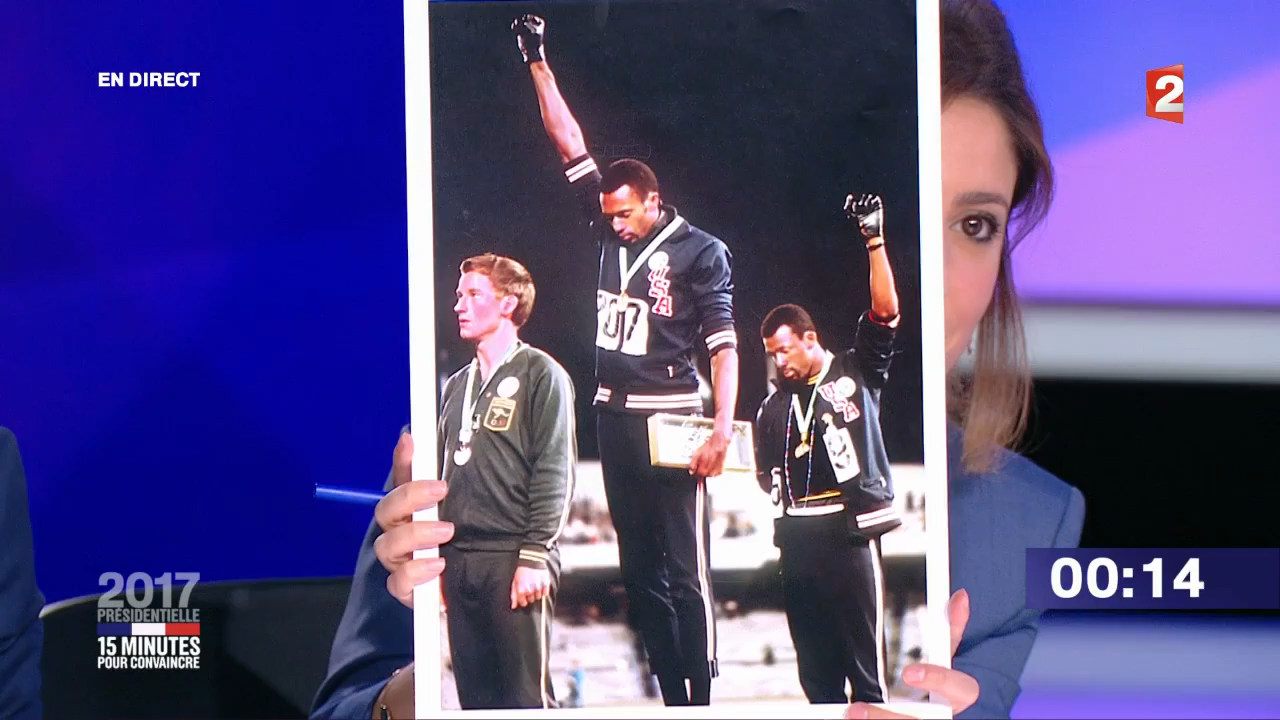 EN DIRECT
2
USA
307
USA
2017
PRÉSIDENTIELLE
15 MINUTES
POUR CONVAINCRE
00:14